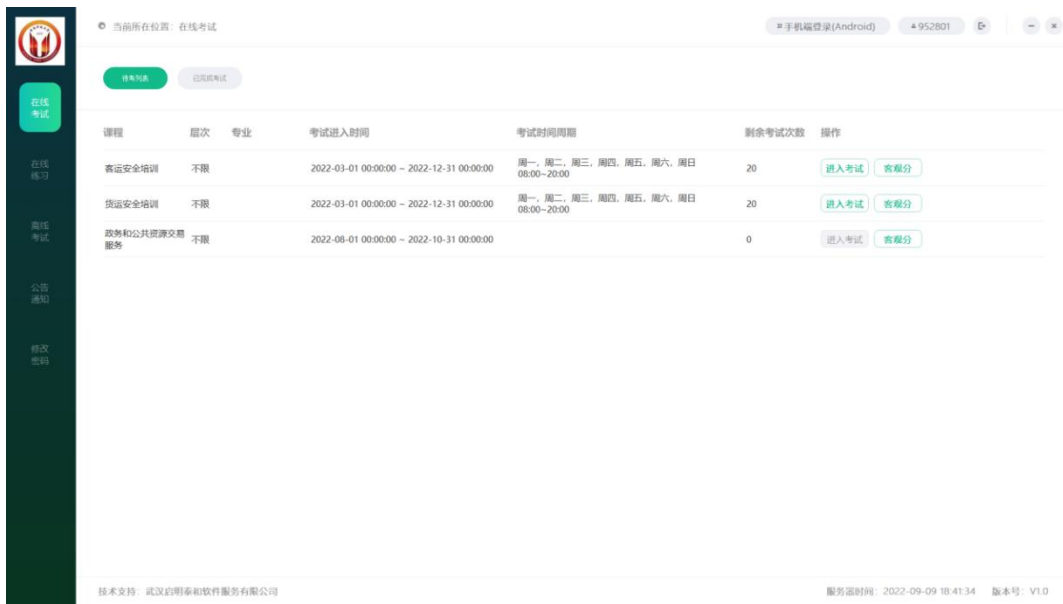 当前所在位置：在线考试
手机端登录(Android)
952801
待考列表
已完成考试
在线
考试
在线
练习
离线
考试
公告
通知
修改
密码
课程 层次 专业 考试进入时间 考试时间周期 剩余考试次数 操作
客运安全培训 不限 2022-03-01 00:00:00 ~ 2022-12-31 00:00:00 周一, 周二, 周三, 周四, 周五, 周六, 周日 20 进入考试 客观分
08:00~20:00
货运安全培训 不限 2022-03-01 00:00:00 ~ 2022-12-31 00:00:00 周一, 周二, 周三, 周四, 周五, 周六, 周日 20 进入考试 客观分
08:00~20:00
政务和公共资源交易 不限 2022-08-01 00:00:00 ~ 2022-10-31 00:00:00 0 进入考试 客观分
服务
技术支持：武汉启明泰和软件服务有限公司
服务器时间：2022-09-09 18:41:34 版本号：V1.0